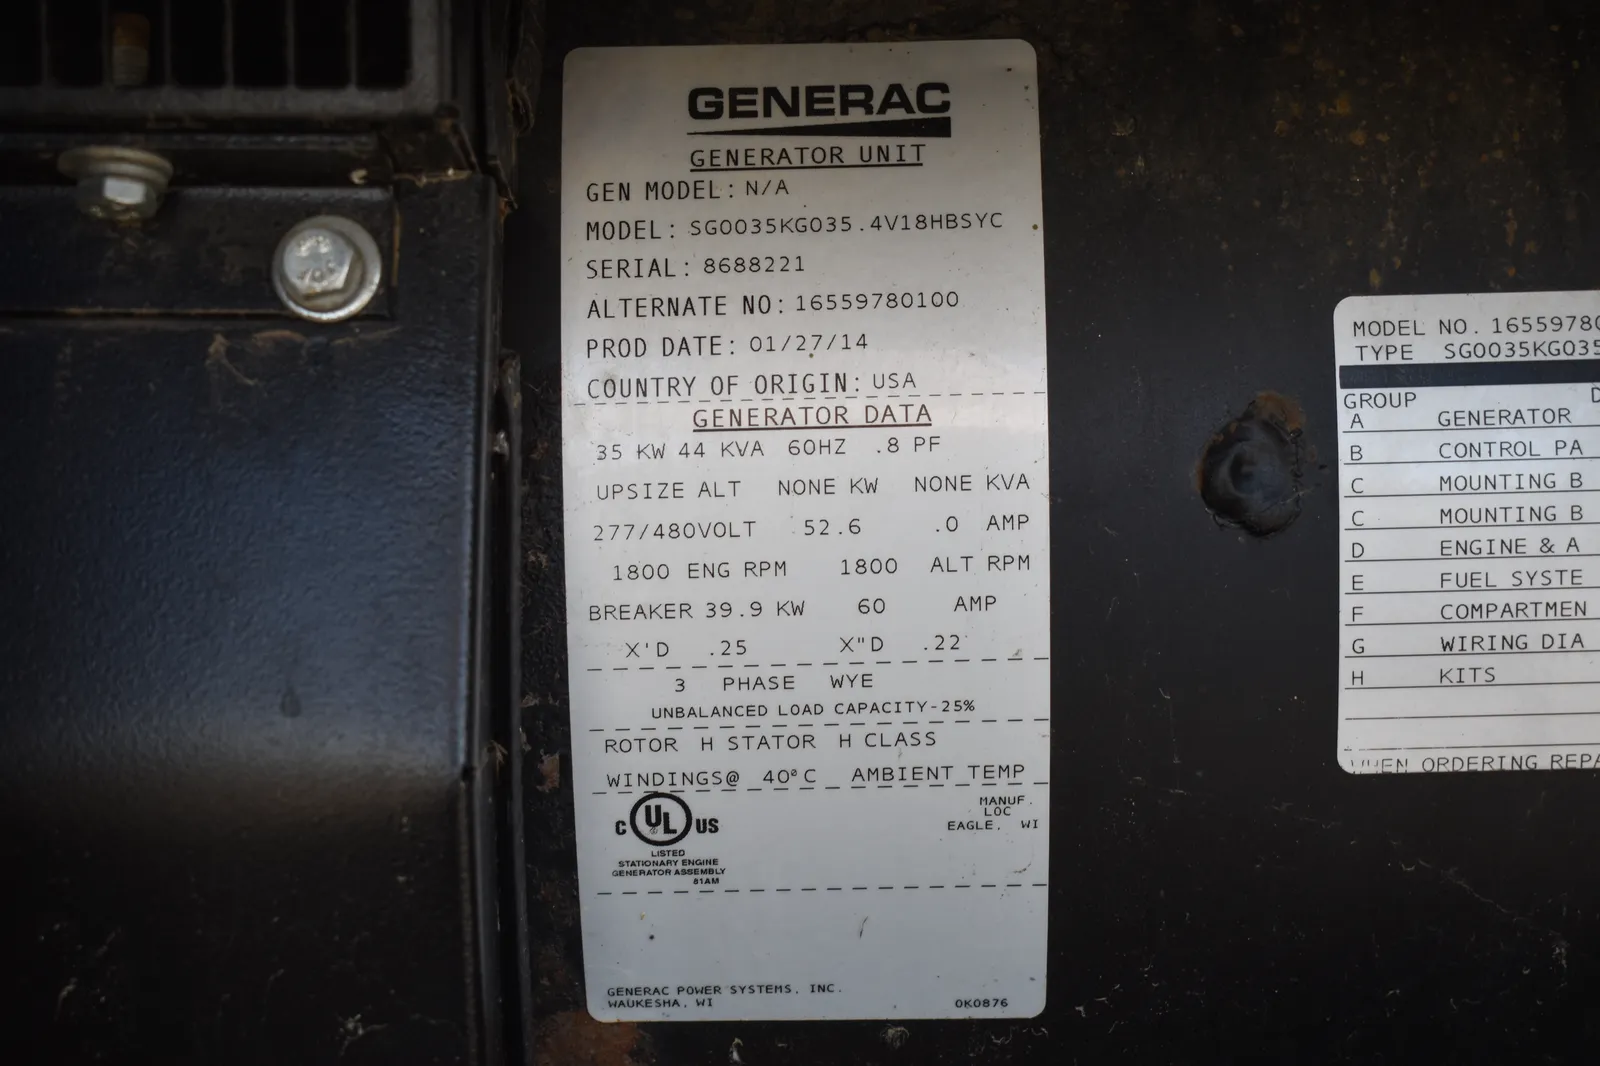 GENERAC
GENERATOR UNIT
GEN MODEL: N/A
MODEL: SG0035KG035.4V18HBSYC
SERIAL: 8688221
ALTERNATE NO: 16559780100
PROD DATE: 01/27/14
COUNTRY OF ORIGIN: USA
GENERATOR DATA
35 KW 44 KVA 60HZ .8 PF
UPSIZE ALT NONE KW NONE KVA
277/480VOLT 52.6 .0 AMP
1800 ENG RPM 1800 ALT RPM
BREAKER 39.9 KW 60 AMP
X'D .25 X"D .22
3 PHASE WYE
UNBALANCED LOAD CAPACITY-25%
ROTOR H STATOR H CLASS
WINDINGS@ 40°C AMBIENT TEMP
C UL US
LISTED
STATIONARY ENGINE
GENERATOR ASSEMBLY
81AM
MANUF.
LOC
EAGLE, WI
GENERAC POWER SYSTEMS, INC.
WAUKESHA, WI
0K0876
MODEL NO. 1655978
TYPE SG0035KG035
GROUP D
A GENERATOR
B CONTROL PA
C MOUNTING B
C MOUNTING B
D ENGINE & A
E FUEL SYSTE
F COMPARTMEN
G WIRING DIA
H KITS
WHEN ORDERING REPA